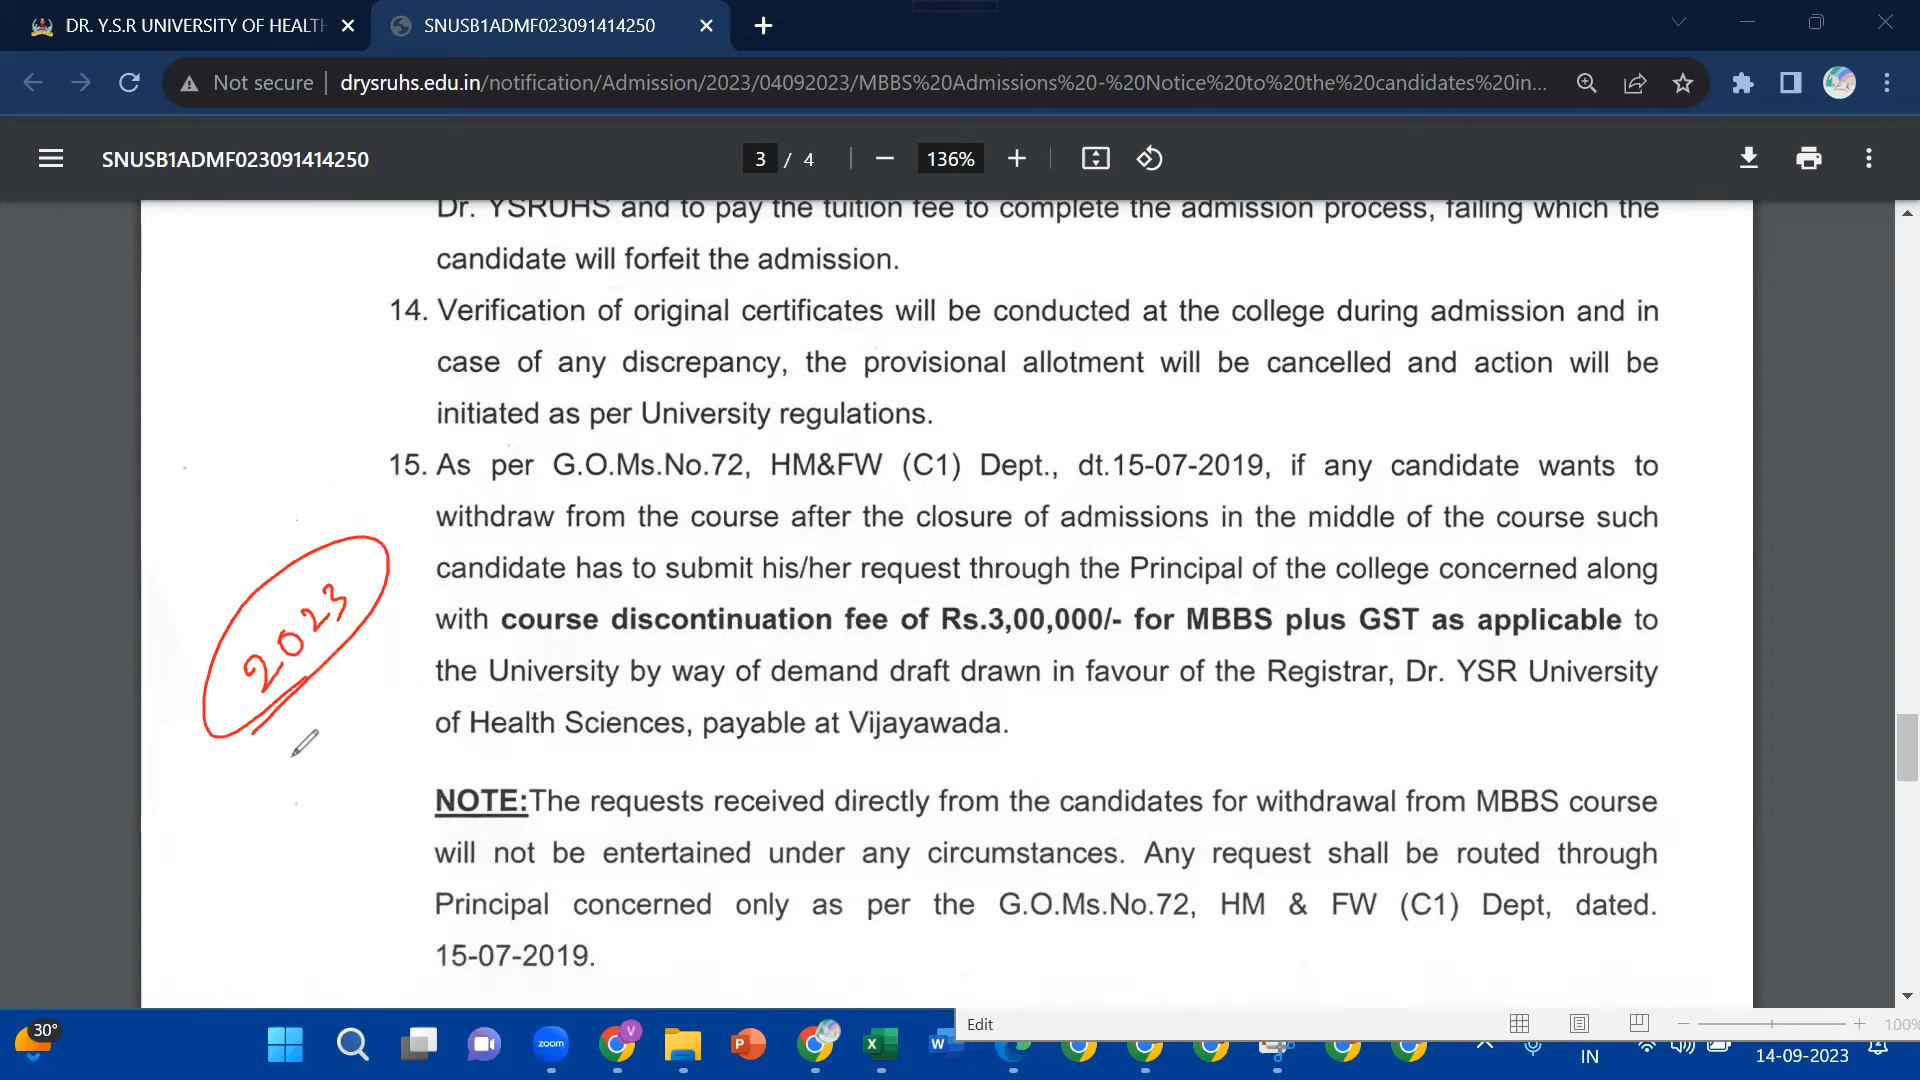 DR. Y.S.R UNIVERSITY OF HEALTH
SNUSB1ADMF023091414250
Not secure
drysruhs.edu.in/notification/Admission/2023/04092023/MBBS%20Admissions%20-%20Notice%20to%20the%20candidates%20in...
SNUSB1ADMF023091414250
3 / 4
136%
Dr. YSRUHS and to pay the tuition fee to complete the admission process, failing which the
candidate will forfeit the admission.
14. Verification of original certificates will be conducted at the college during admission and in
case of any discrepancy, the provisional allotment will be cancelled and action will be
initiated as per University regulations.
15. As per G.O.Ms.No.72, HM&FW (C1) Dept., dt.15-07-2019, if any candidate wants to
withdraw from the course after the closure of admissions in the middle of the course such
candidate has to submit his/her request through the Principal of the college concerned along
with course discontinuation fee of Rs.3,00,000/- for MBBS plus GST as applicable to
the University by way of demand draft drawn in favour of the Registrar, Dr. YSR University
of Health Sciences, payable at Vijayawada.
2023
NOTE:The requests received directly from the candidates for withdrawal from MBBS course
will not be entertained under any circumstances. Any request shall be routed through
Principal concerned only as per the G.O.Ms.No.72, HM & FW (C1) Dept, dated.
15-07-2019.
Edit
100%
30°
zoom
V
P
X
W
IN
14-09-2023